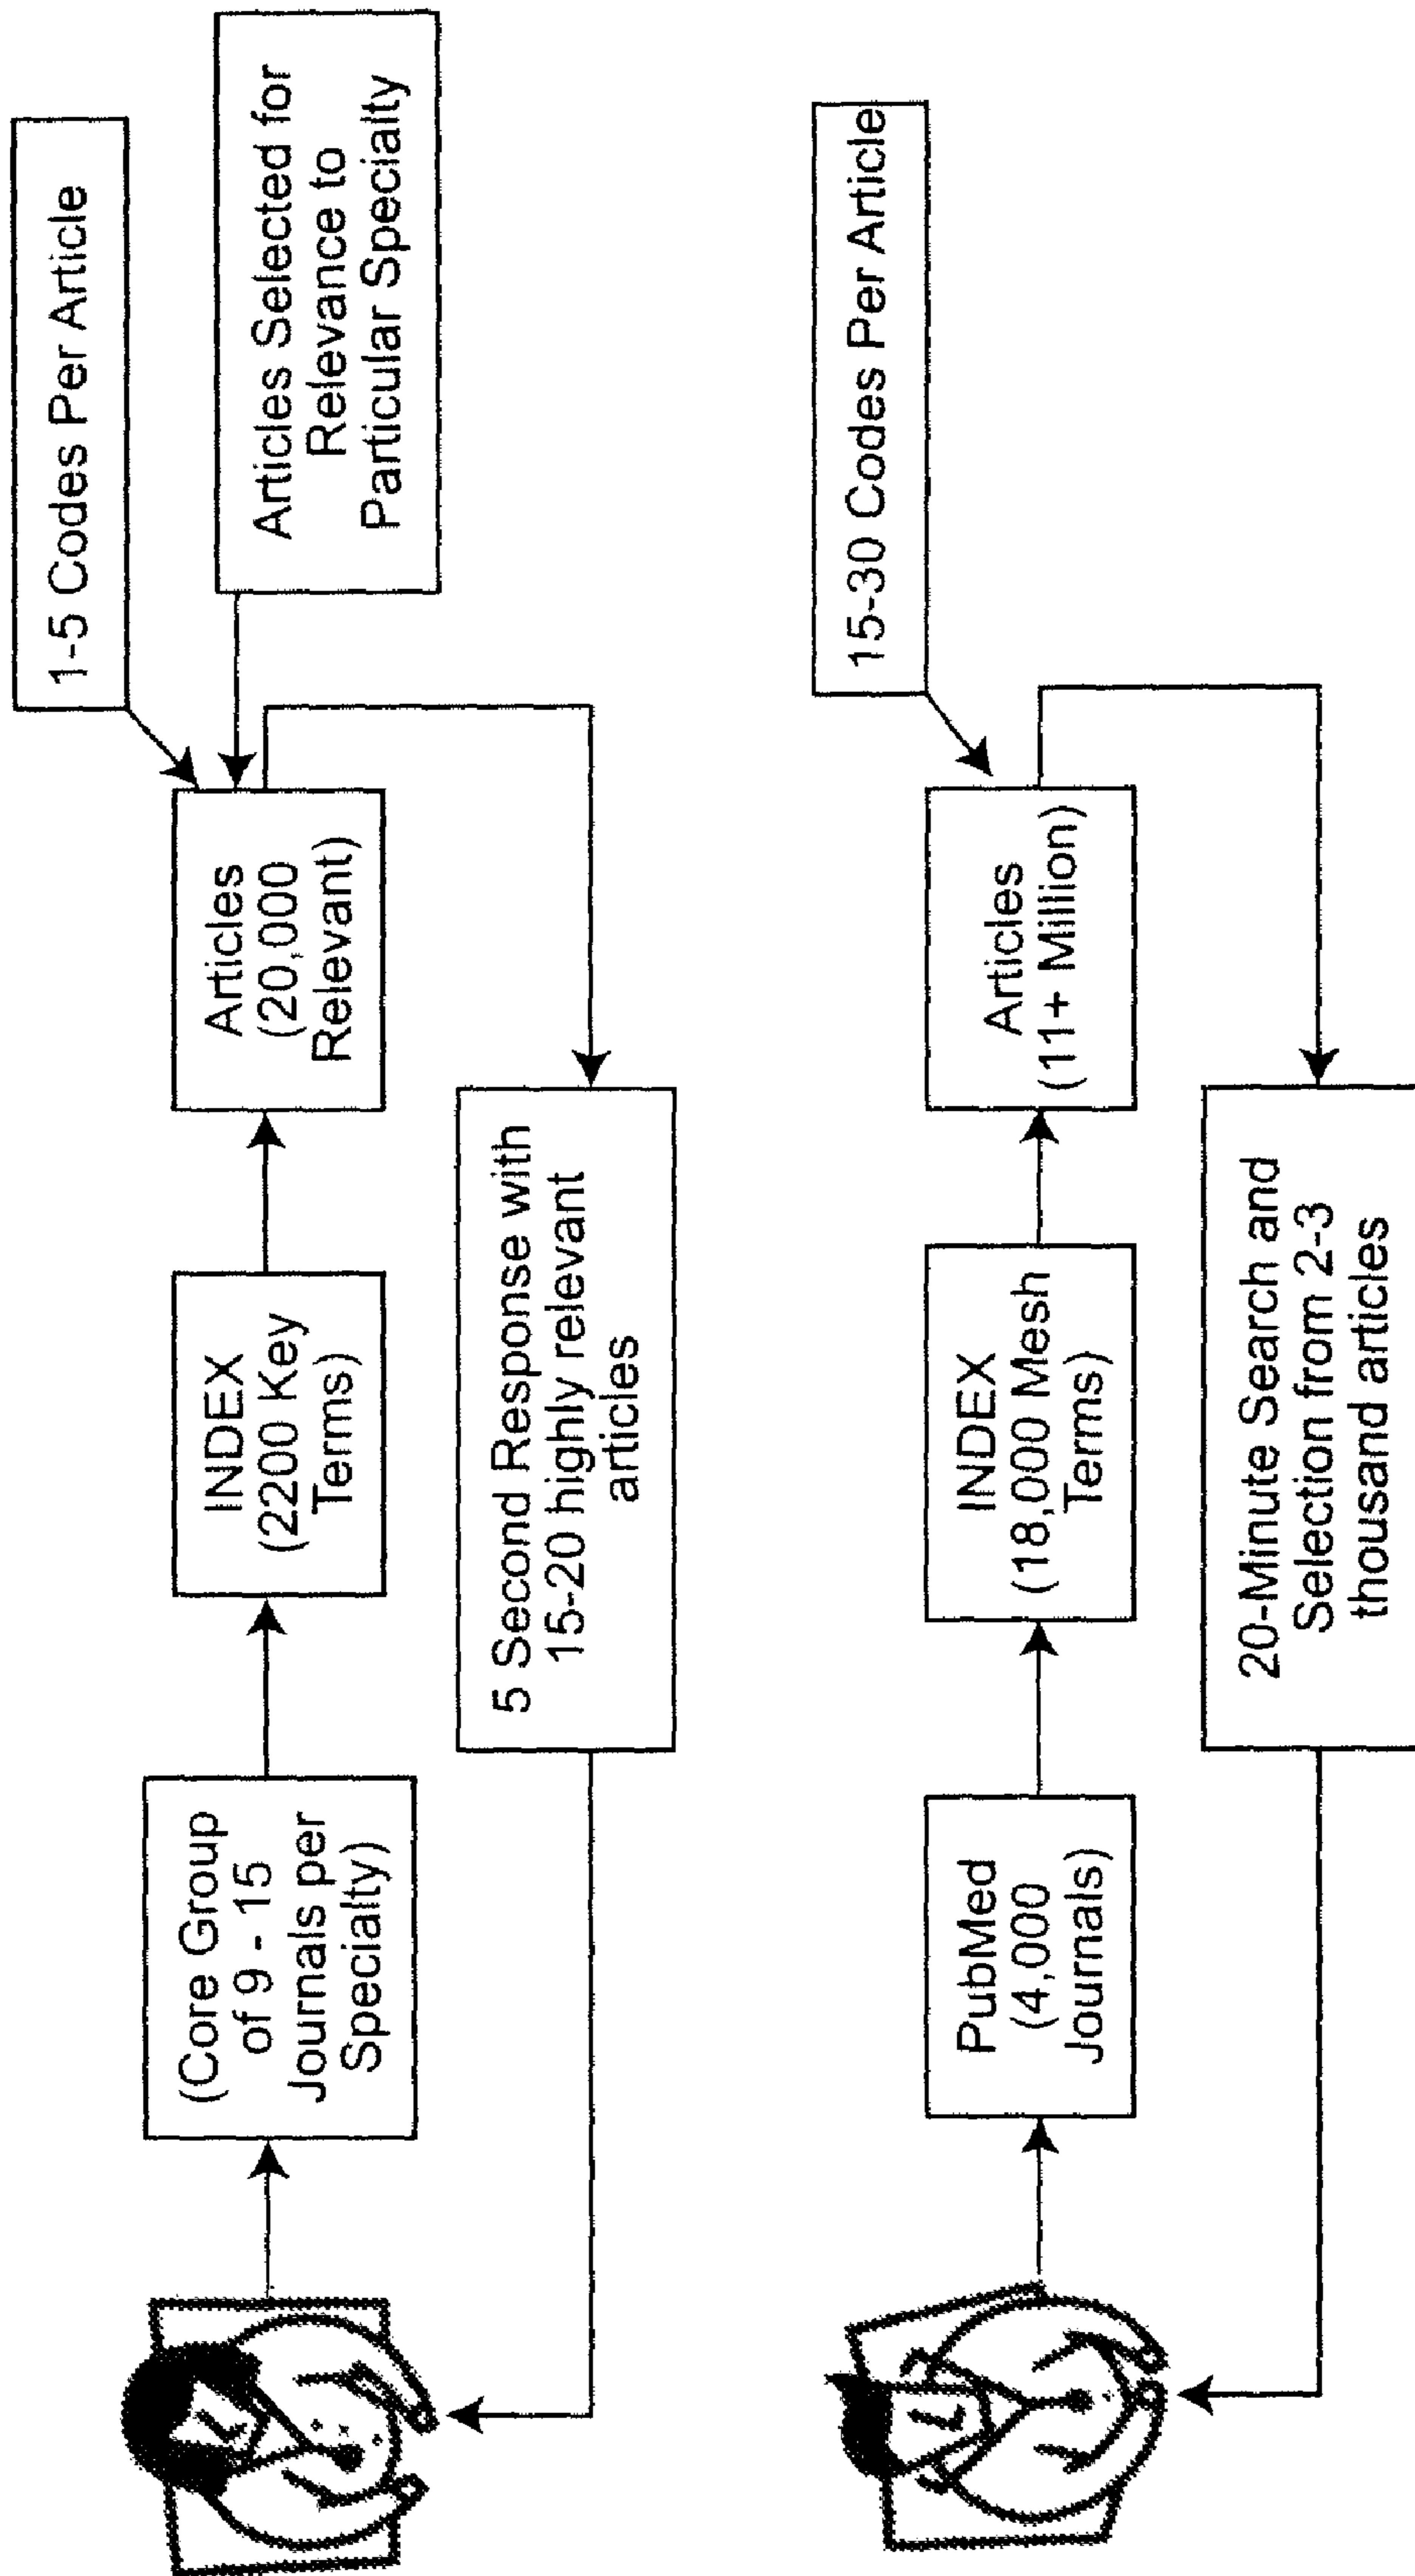 1-5 Codes Per Article
Articles Selected for
Relevance to
Particular Specialty
(Core Group
of 9 - 15
Journals per
Specialty)
INDEX
(2200 Key
Terms)
Articles
(20,000
Relevant)
5 Second Response with
15-20 highly relevant
articles
15-30 Codes Per Article
PubMed
(4,000
Journals)
INDEX
(18,000 Mesh
Terms)
Articles
(11+ Million)
20-Minute Search and
Selection from 2-3
thousand articles